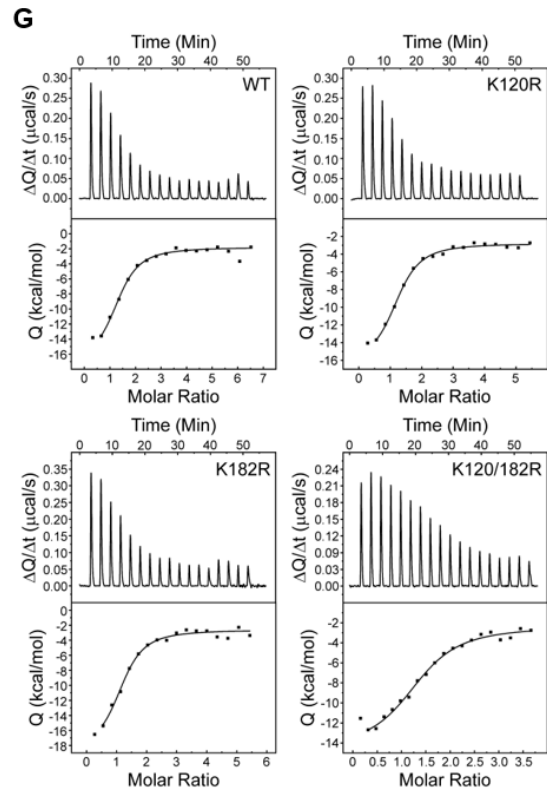 G
Time (Min)
0 10 20 30 40 50 60
WT
ΔQ/Δt (μcal/s)
0.30
0.25
0.20
0.15
0.10
0.05
0.00
Q (kcal/mol)
0
-2
-4
-6
-8
-10
-12
-14
-16
0 1 2 3 4 5 6 7
Molar Ratio
Time (Min)
0 10 20 30 40 50
K120R
ΔQ/Δt (μcal/s)
0.30
0.25
0.20
0.15
0.10
0.05
0.00
Q (kcal/mol)
0
-2
-4
-6
-8
-10
-12
-14
-16
0 1 2 3 4 5
Molar Ratio
Time (Min)
0 10 20 30 40 50
K182R
ΔQ/Δt (μcal/s)
0.35
0.30
0.25
0.20
0.15
0.10
0.05
0.00
Q (kcal/mol)
0
-2
-4
-6
-8
-10
-12
-14
-16
-18
0 1 2 3 4 5 6
Molar Ratio
Time (Min)
0 10 20 30 40 50
K120/182R
ΔQ/Δt (μcal/s)
0.24
0.21
0.18
0.15
0.12
0.09
0.06
0.03
0.00
Q (kcal/mol)
0
-2
-4
-6
-8
-10
-12
-14
0.0 0.5 1.0 1.5 2.0 2.5 3.0 3.5
Molar Ratio